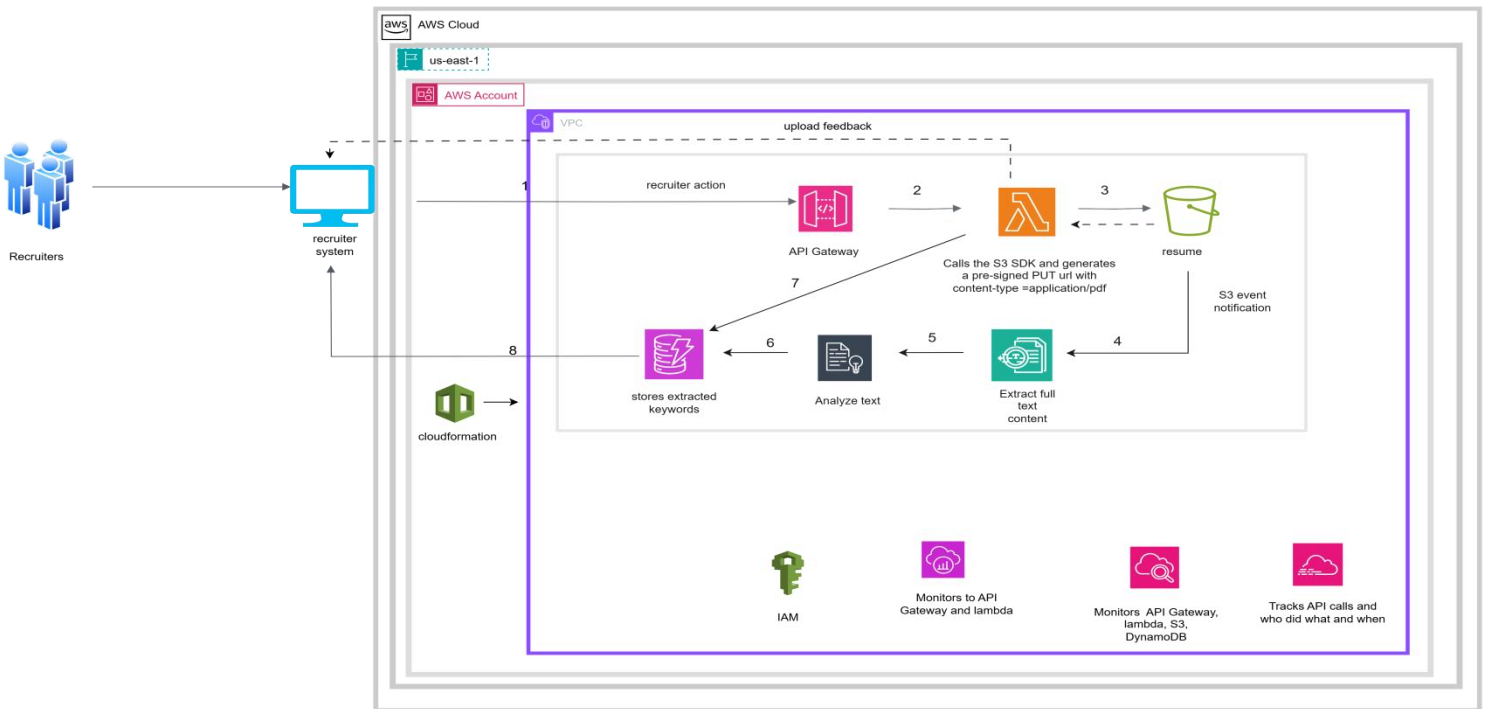 aws
AWS Cloud
us-east-1
AWS Account
VPC
upload feedback
1
recruiter action
2
3
Recruiters
recruiter
system
API Gateway
resume
Calls the S3 SDK and generates
a pre-signed PUT url with
content-type =application/pdf
7
S3 event
notification
8
6
5
4
stores extracted
keywords
Analyze text
Extract full
text
content
cloudformation
IAM
Monitors to API
Gateway and lambda
Monitors API Gateway,
lambda, S3,
DynamoDB
Tracks API calls and
who did what and when